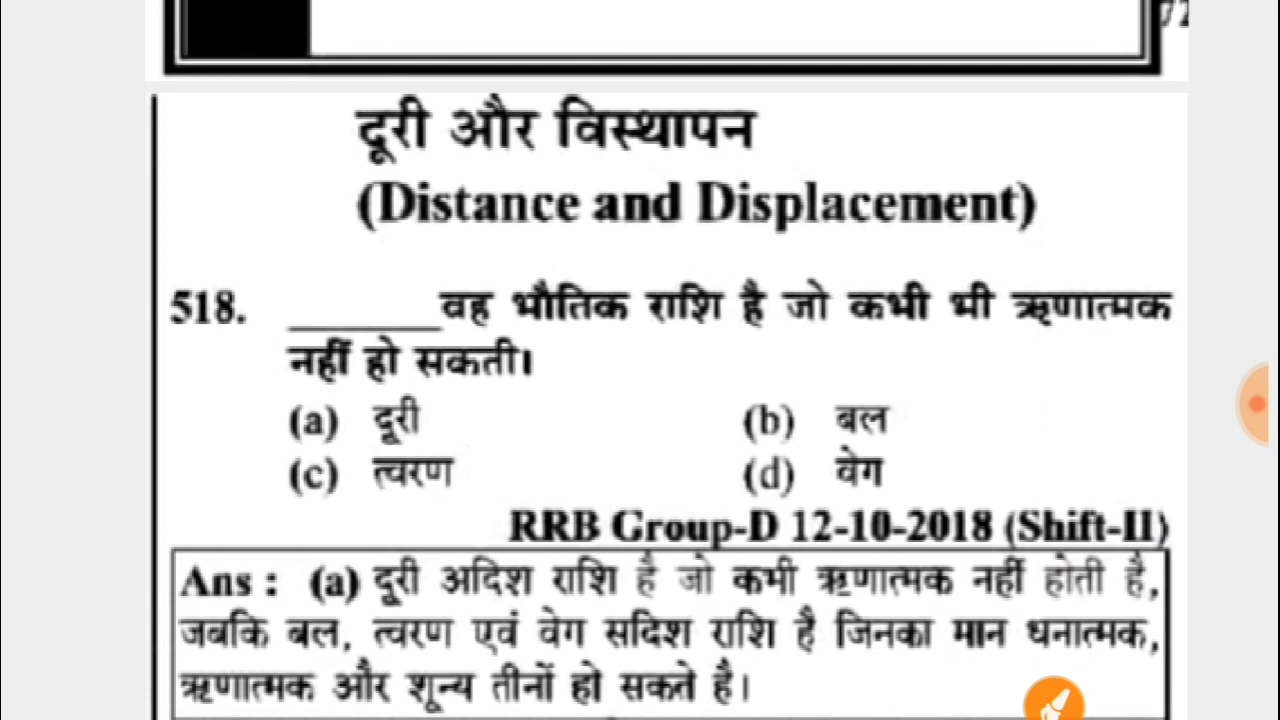 दूरी और विस्थापन
(Distance and Displacement)
518. ________वह भौतिक राशि है जो कभी भी ऋणात्मक
नहीं हो सकती।
(a) दूरी (b) बल
(c) त्वरण (d) वेग
RRB Group-D 12-10-2018 (Shift-II)
Ans : (a) दूरी अदिश राशि है जो कभी ऋणात्मक नहीं होती है,
जबकि बल, त्वरण एवं वेग सदिश राशि है जिनका मान धनात्मक,
ऋणात्मक और शून्य तीनों हो सकते है।